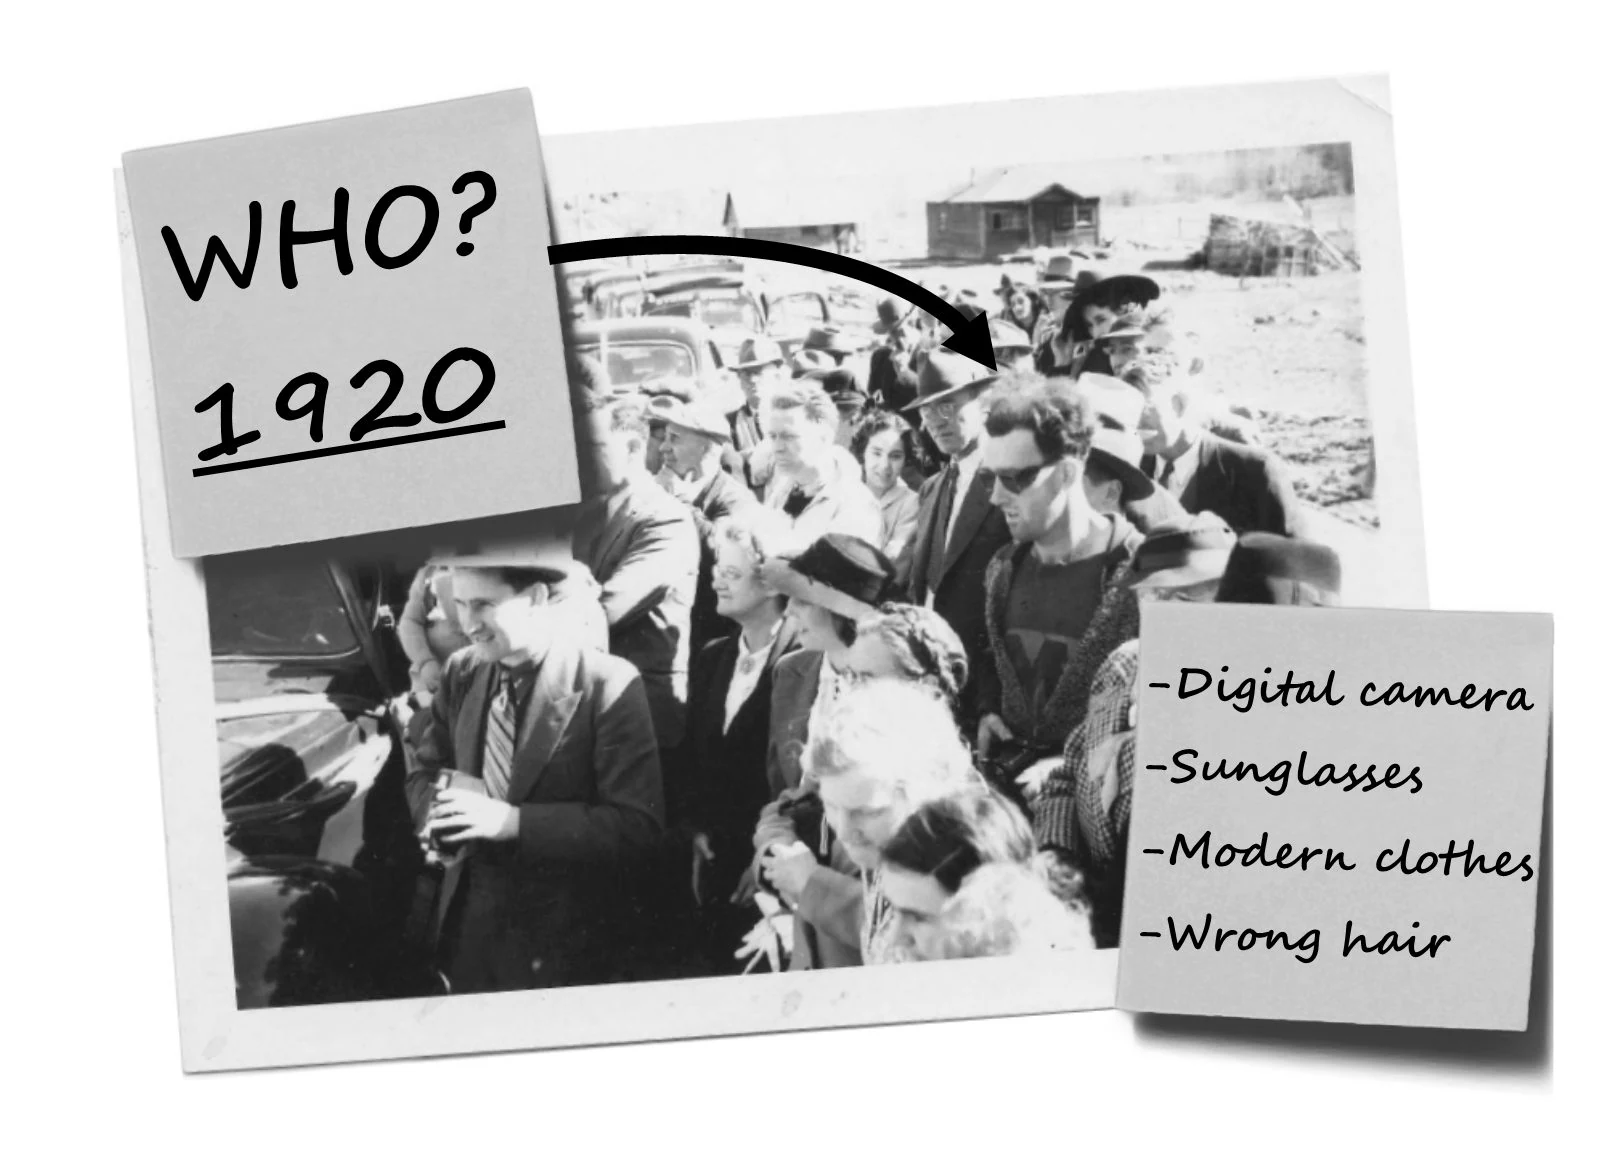 WHO?
1920
-Digital camera
-Sunglasses
-Modern clothes
-Wrong hair